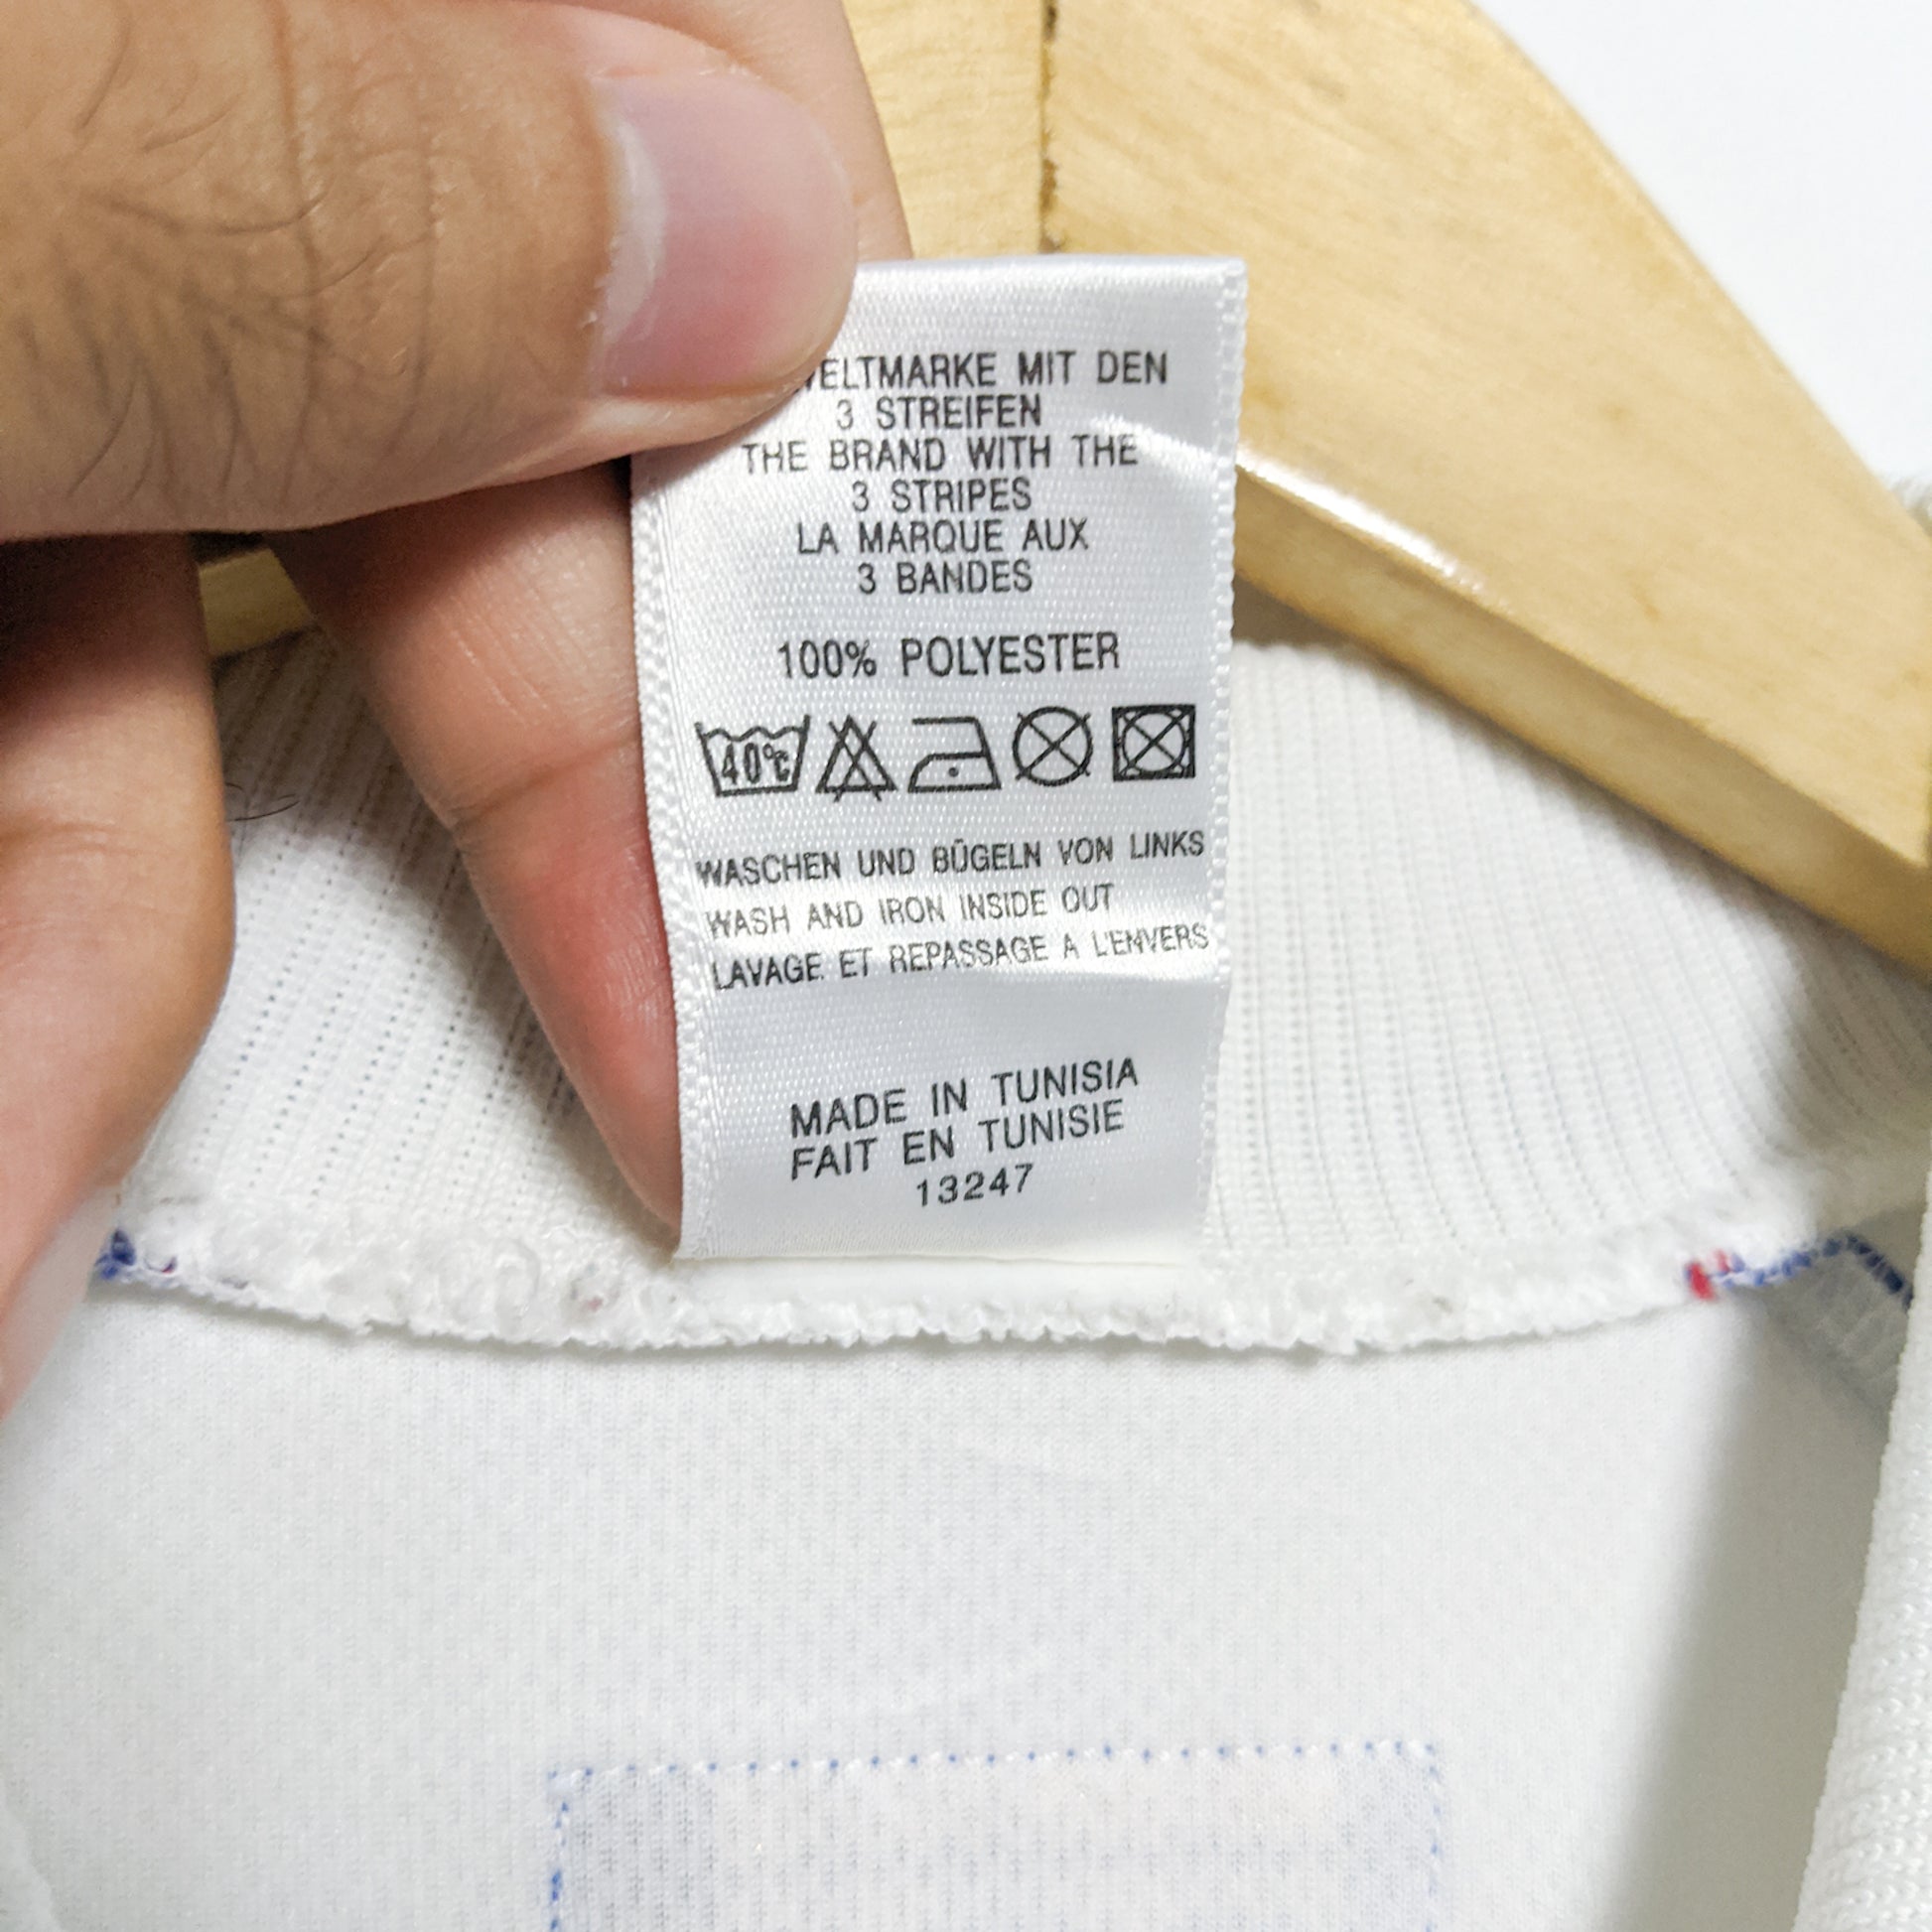 MIT DEN
3 STREIFEN
THE BRAND WITH THE
3 STRIPES
LA MARQUE AUX
3 BANDES
100% POLYESTER
40°C
WASCHEN UND BÜGELN VON LINKS
WASH AND IRON INSIDE OUT
LAVAGE ET REPASSAGE A L'ENVERS
MADE IN TUNISIA
FAIT EN TUNISIE
13247